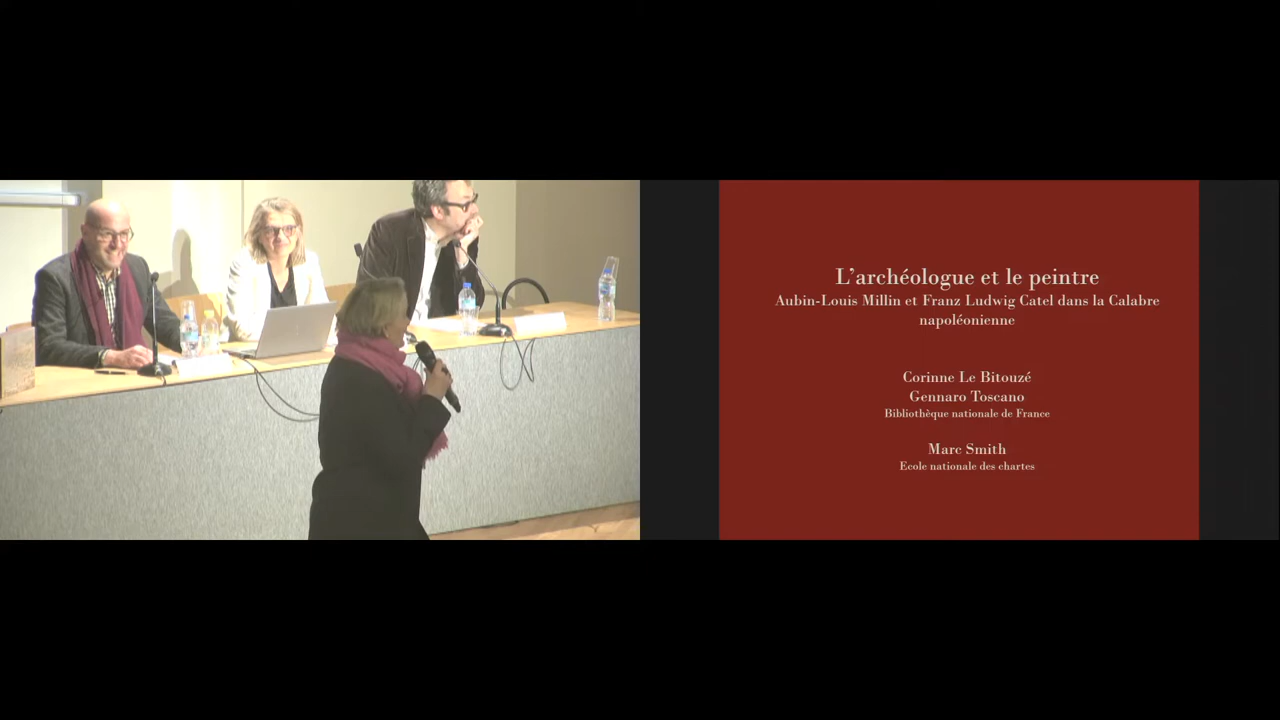 L'archéologue et le peintre
Aubin-Louis Millin et Franz Ludwig Catel dans la Calabre
napoléonienne
Corinne Le Bitouzé
Gennaro Toscano
Bibliothèque nationale de France
Marc Smith
Ecole nationale des chartes